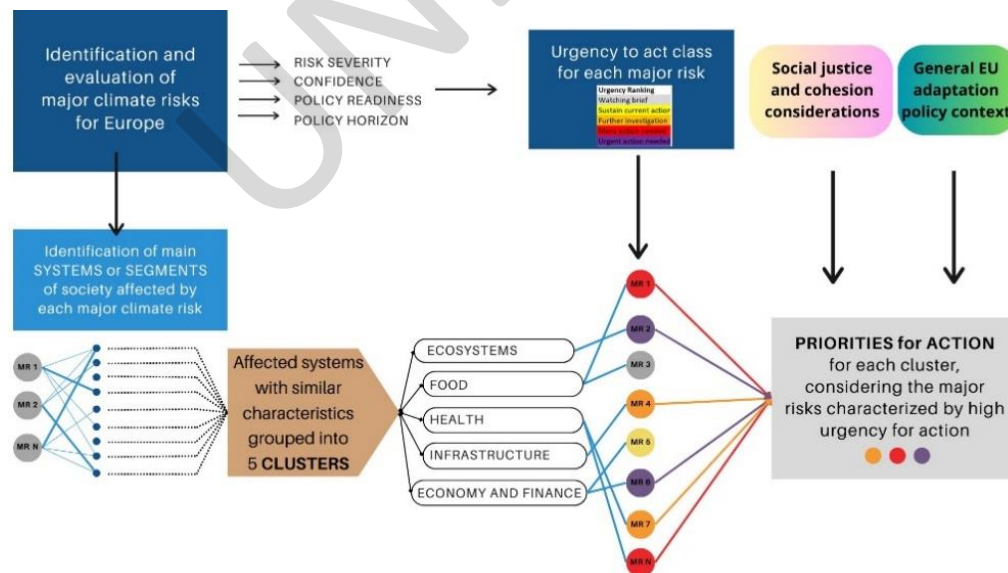 Identification and
evaluation of
major climate risks
for Europe
RISK SEVERITY
CONFIDENCE
POLICY READINESS
POLICY HORIZON
Urgency to act class
for each major risk
Urgency Ranking
Watching brief
Sustain current action
Further investigation
More action needed
Urgent action needed
Social justice
and cohesion
considerations
General EU
adaptation
policy context
Identification of main
SYSTEMS or SEGMENTS
of society affected by
each major climate risk
MR 1
MR 2
MR N
Affected systems
with similar
characteristics
grouped into
5 CLUSTERS
ECOSYSTEMS
FOOD
HEALTH
INFRASTRUCTURE
ECONOMY AND FINANCE
MR 1
MR 2
MR 3
MR 4
MR 5
MR 6
MR 7
MR N
PRIORITIES for ACTION
for each cluster,
considering the major
risks characterized by high
urgency for action